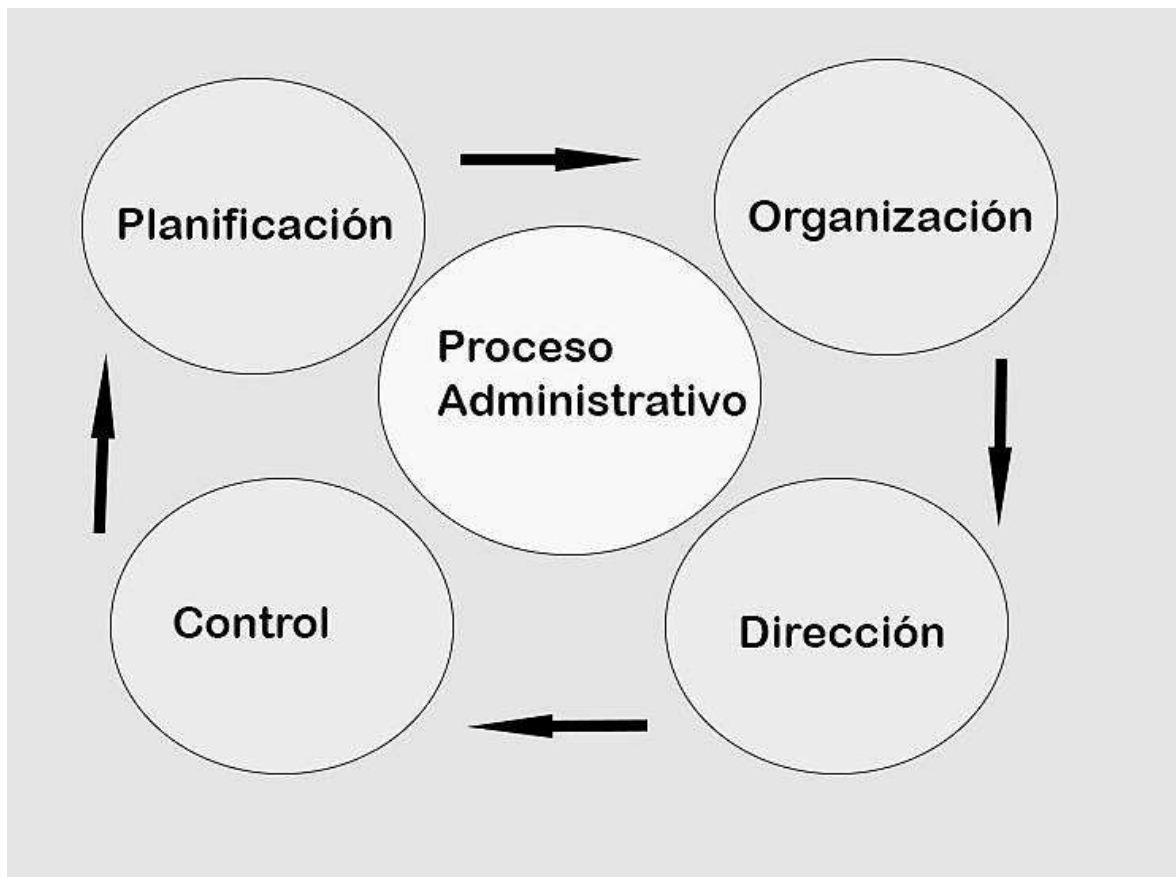 Planificación
Organización
Proceso
Administrativo
Control
Dirección